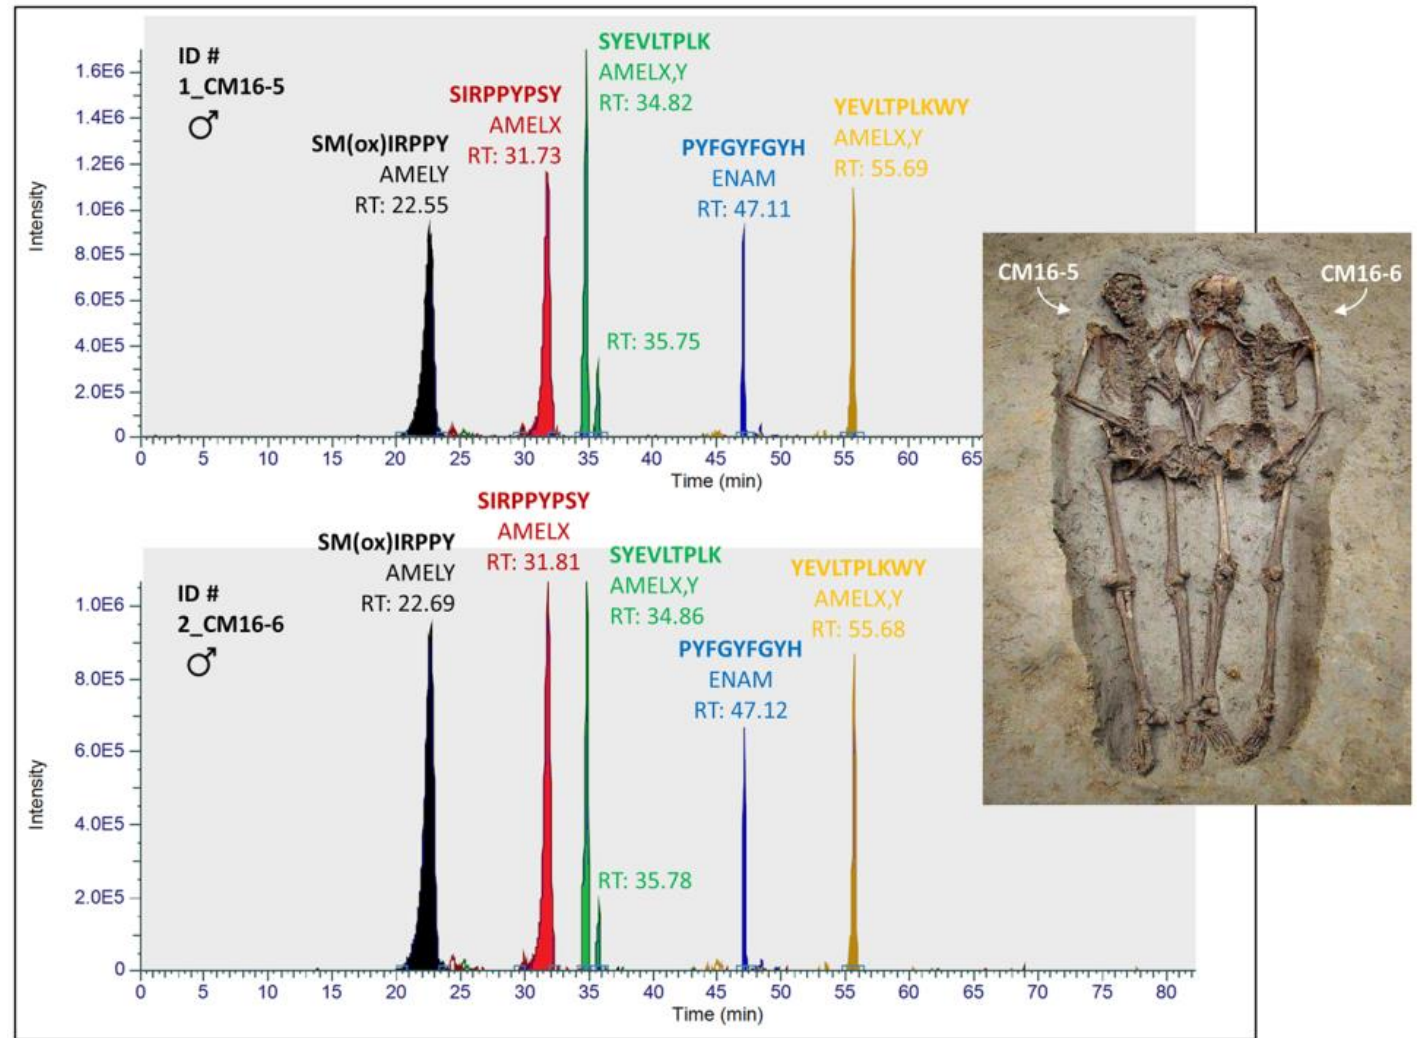 ID #
1_CM16-5
♂
SM(ox)IRPPY
AMELY
RT: 22.55
SIRPPYPSY
AMELX
RT: 31.73
SYEVLTPLK
AMELX,Y
RT: 34.82
RT: 35.75
PYFGYFGYH
ENAM
RT: 47.11
YEVLTPLKWY
AMELX,Y
RT: 55.69
Intensity
1.6E6
1.4E6
1.2E6
1.0E6
8.0E5
6.0E5
4.0E5
2.0E5
0
0 5 10 15 20 25 30 35 40 45 50 55 60 65
Time (min)
CM16-5
CM16-6
ID #
2_CM16-6
♂
SM(ox)IRPPY
AMELY
RT: 22.69
SIRPPYPSY
AMELX
RT: 31.81
SYEVLTPLK
AMELX,Y
RT: 34.86
RT: 35.78
PYFGYFGYH
ENAM
RT: 47.12
YEVLTPLKWY
AMELX,Y
RT: 55.68
Intensity
1.0E6
8.0E5
6.0E5
4.0E5
2.0E5
0
0 5 10 15 20 25 30 35 40 45 50 55 60 65 70 75 80
Time (min)